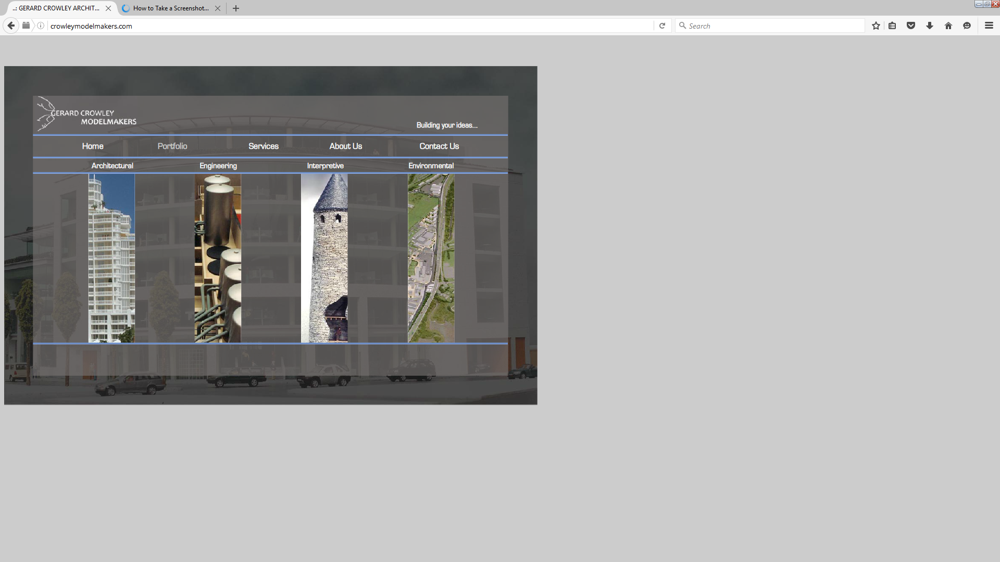 ..: GERARD CROWLEY ARCHIT...
How to Take a Screenshot...
crowleymodelmakers.com
Search
GERARD CROWLEY
MODELMAKERS
Building your ideas....
Home Portfolio Services About Us Contact Us
Architectural Engineering Interpretive Environmental